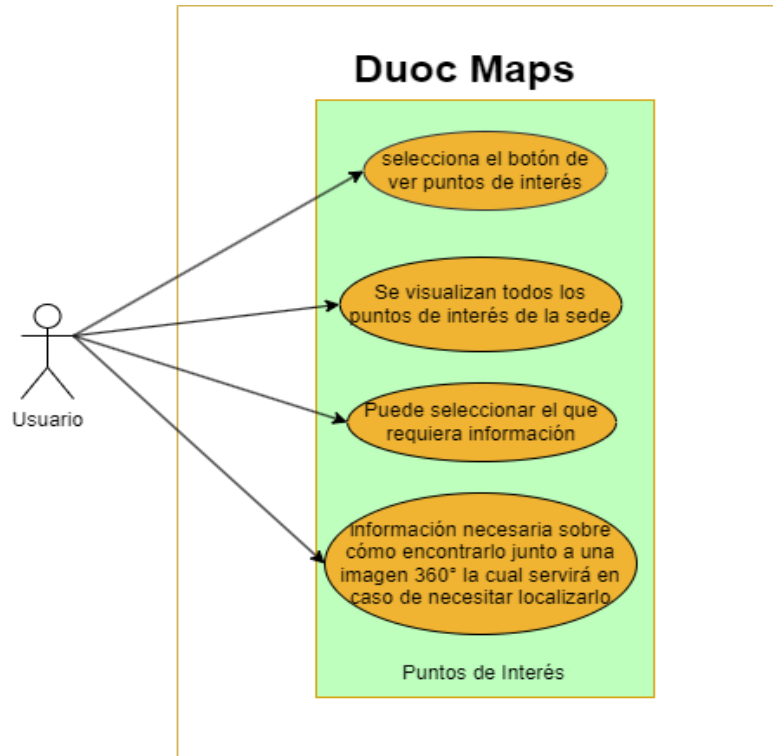 Duoc Maps
selecciona el botón de
ver puntos de interés
Se visualizan todos los
puntos de interés de la sede
Usuario
Puede seleccionar el que
requiera información
información necesaria sobre
cómo encontrarlo junto a una
imagen 360° la cual servirá en
caso de necesitar localizarlo
Puntos de Interés